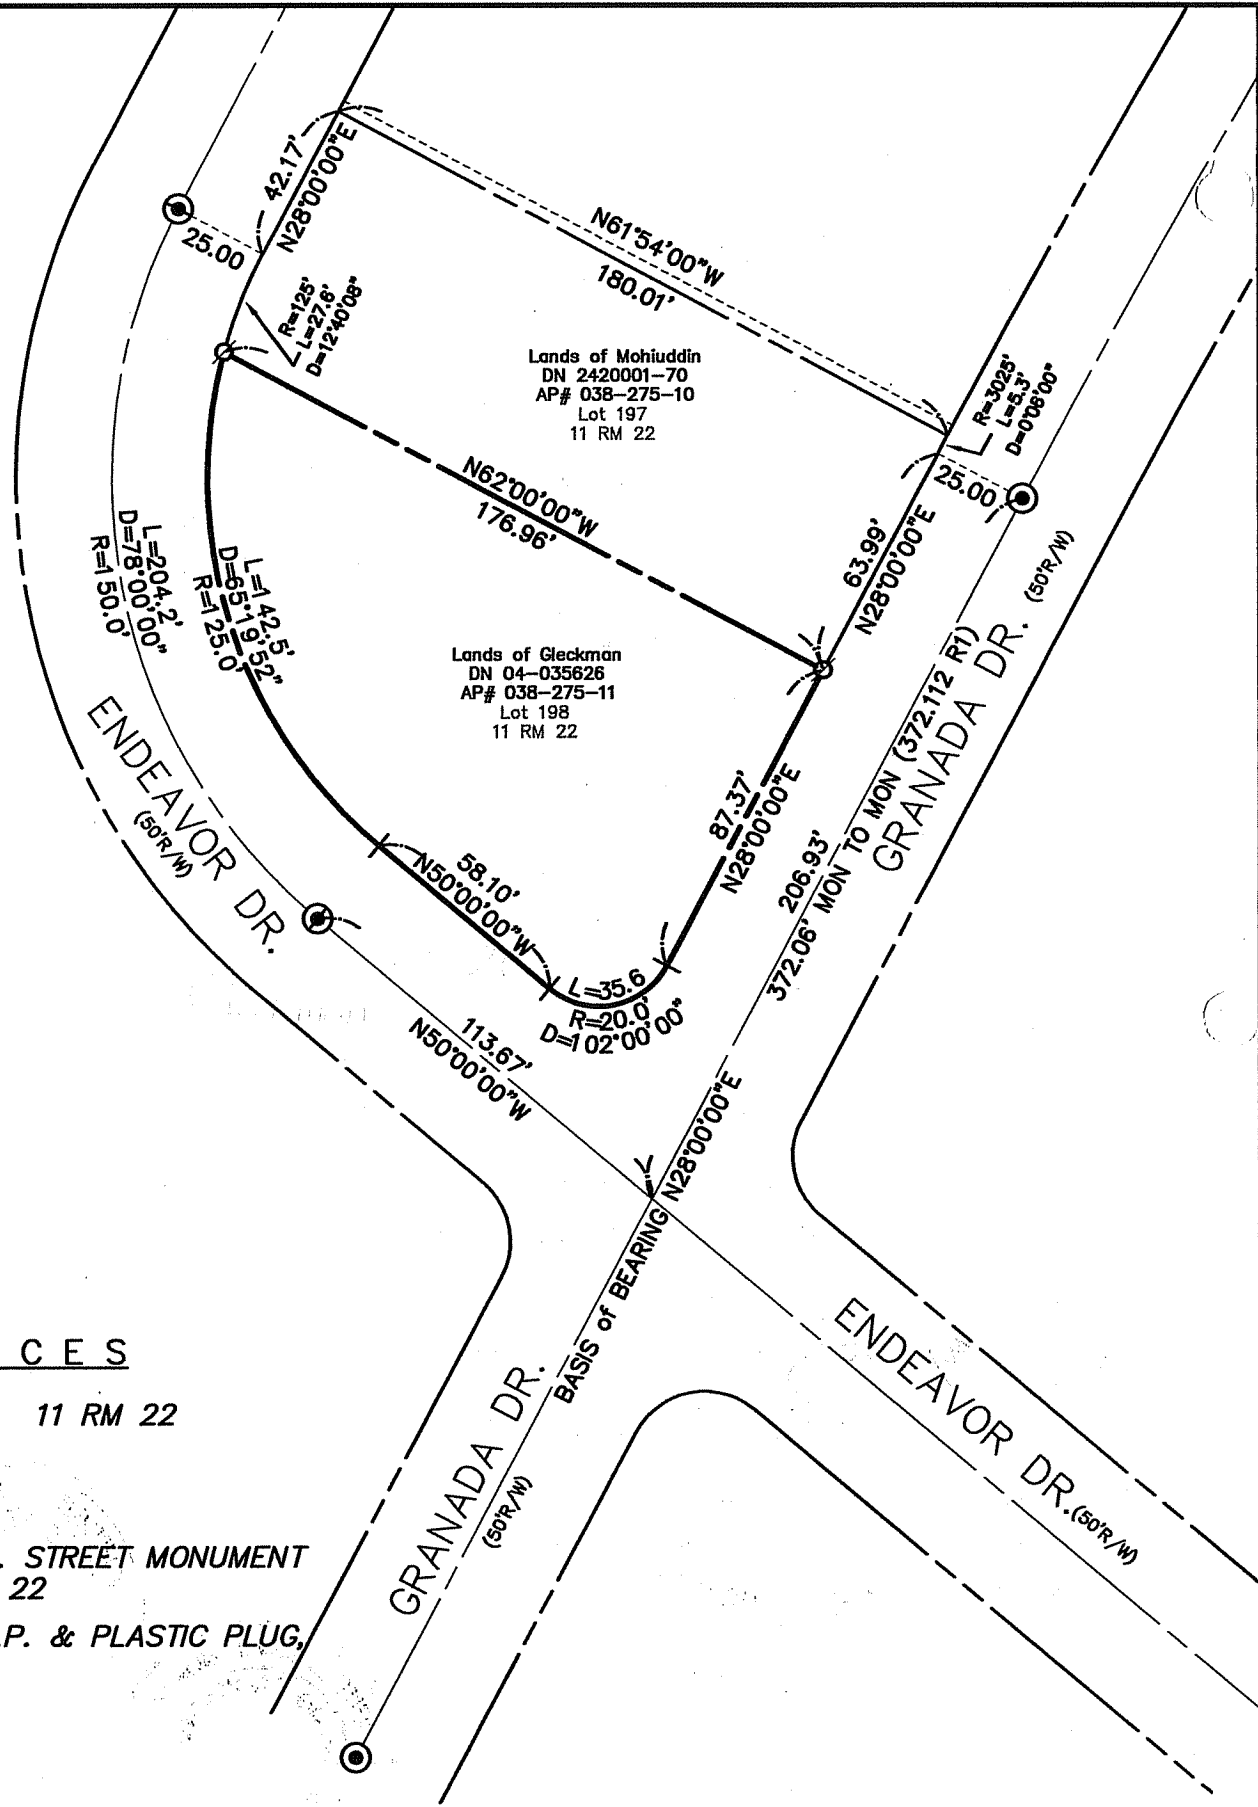 42.17'
N28°00'00"E
25.00
R=125'
L=27.6'
D=12°40'08"
N61°54'00"W
180.01'
Lands of Mohiuddin
DN 2420001-70
AP# 038-275-10
Lot 197
11 RM 22
R=3025'
L=5.3'
D=0°06'00"
25.00
N62°00'00"W
176.96'
63.99'
N28°00'00"E
(50'R/W)
L=204.2'
D=78°00'00"
R=150.0'
L=142.5'
D=65°19'52"
R=125.0'
Lands of Gleckman
DN 04-035626
AP# 038-275-11
Lot 198
11 RM 22
ENDEAVOR DR.
(50'R/W)
87.37'
N28°00'00"E
GRANADA DR.
206.93'
372.06' MON TO MON (372.112 R1)
58.10'
N50°00'00"W
L=35.6
R=20.0'
D=102°00'00"
113.67'
N50°00'00"W
BASIS of BEARING N28°00'00"E
ENDEAVOR DR. (50'R/W)
GRANADA DR.
(50'R/W)
CES
11 RM 22
. STREET MONUMENT
22
.P. & PLASTIC PLUG,